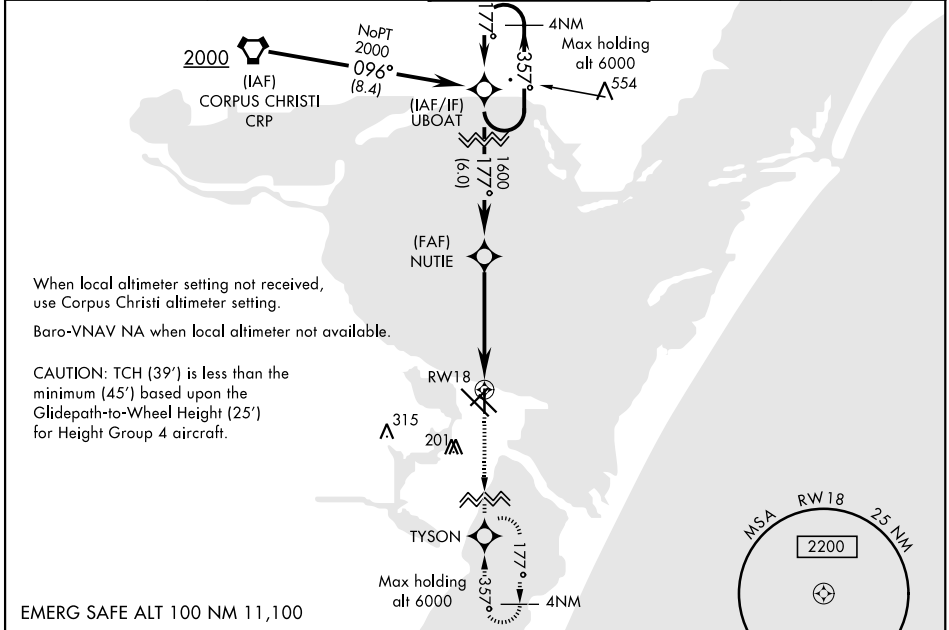 177°
4NM
NoPT
2000
2000
096°
(8.4)
357°
Max holding
alt 6000
554
(IAF)
CORPUS CHRISTI
CRP
(IAF/IF)
UBOAT
1600
177°
(6.0)
(FAF)
NUTIE
When local altimeter setting not received,
use Corpus Christi altimeter setting.
Baro-VNAV NA when local altimeter not available.
CAUTION: TCH (39') is less than the
minimum (45') based upon the
Glidepath-to-Wheel Height (25')
for Height Group 4 aircraft.
RW18
315
201
TYSON
177°
357°
Max holding
alt 6000
4NM
MSA RW 18 25 NM
2200
EMERG SAFE ALT 100 NM 11,100